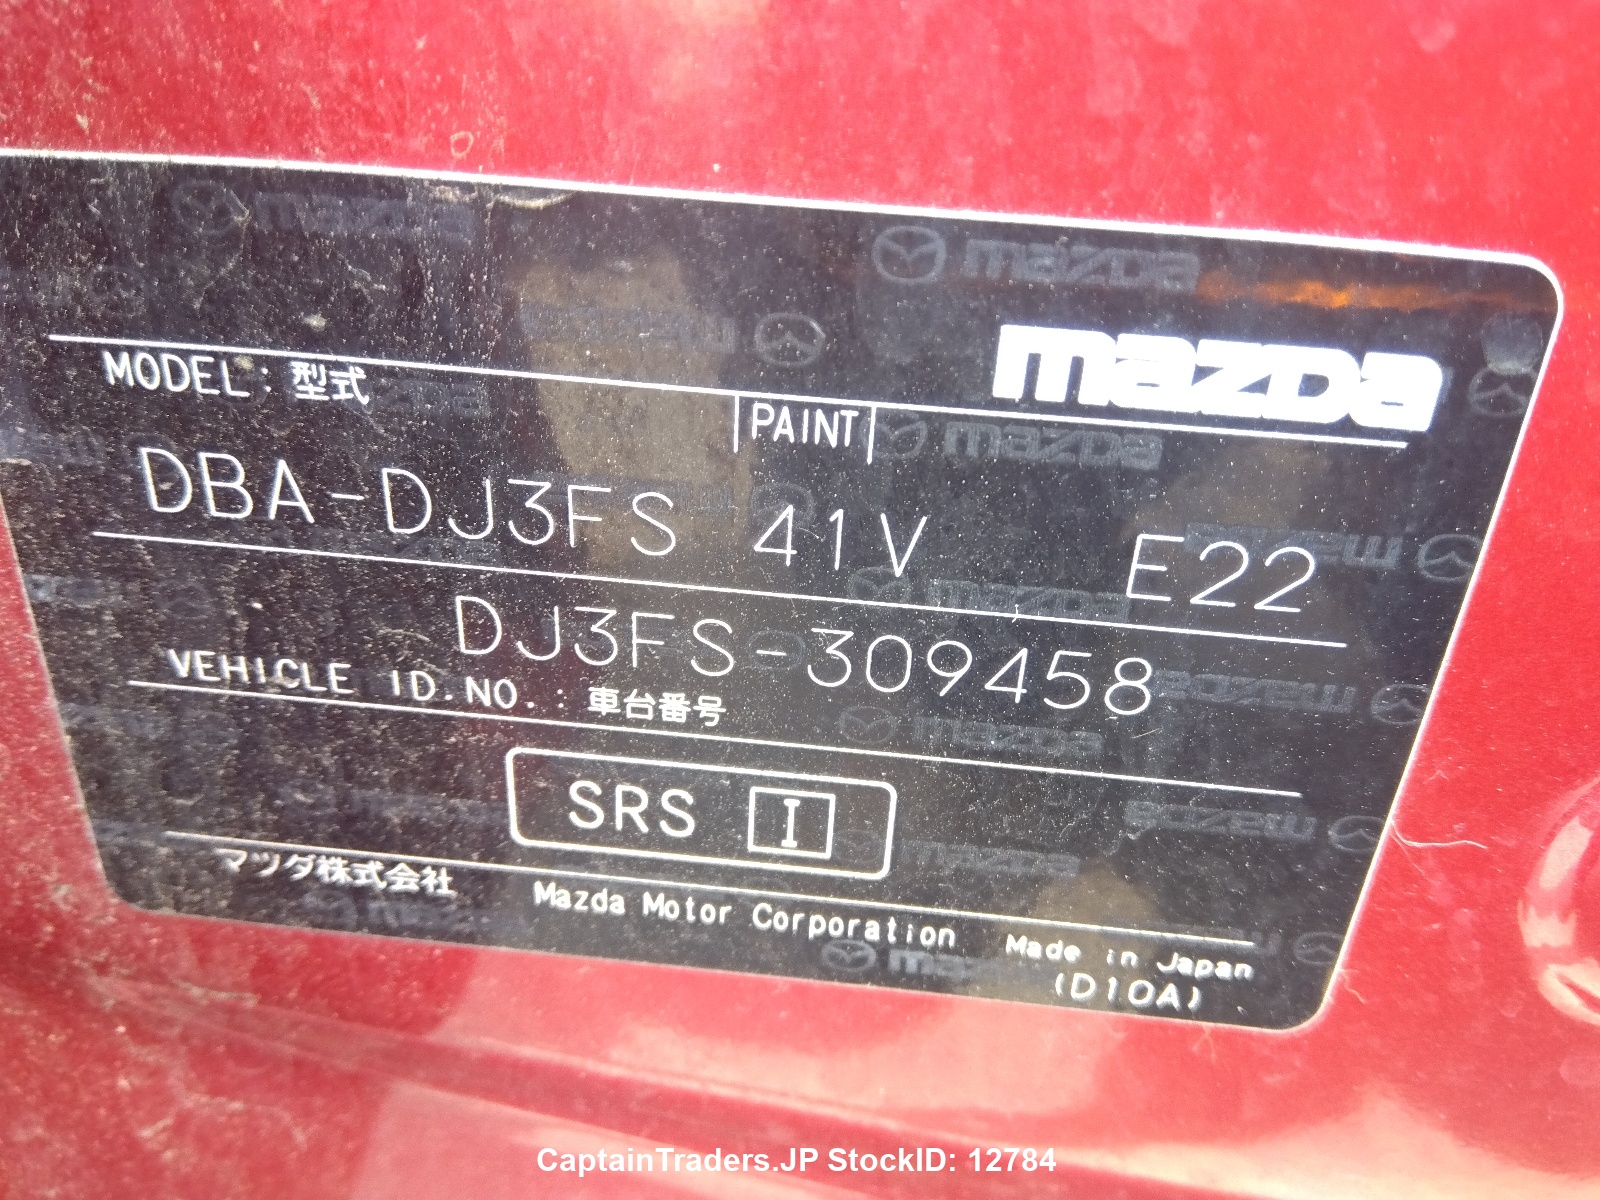 mazda
MODEL : 型式
PAINT
DBA-DJ3FS 41V E22
DJ3FS-309458
VEHICLE ID.NO. : 車台番号
SRS I
マツダ株式会社 Mazda Motor Corporation Made in Japan
(D10A)
CaptainTraders.JP StockID: 12784